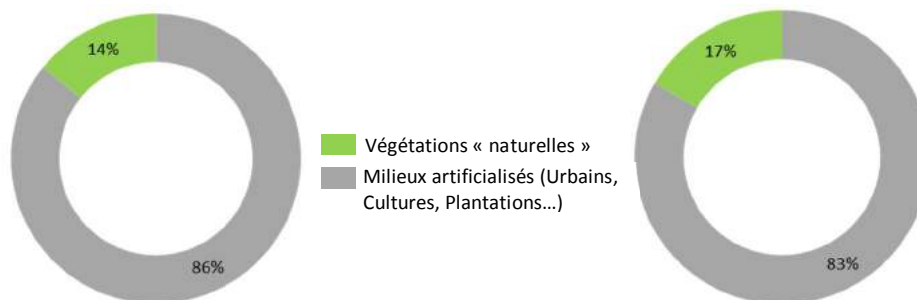 14%
17%
Végétations « naturelles »
Milieux artificialisés (Urbains,
Cultures, Plantations...)
86%
83%